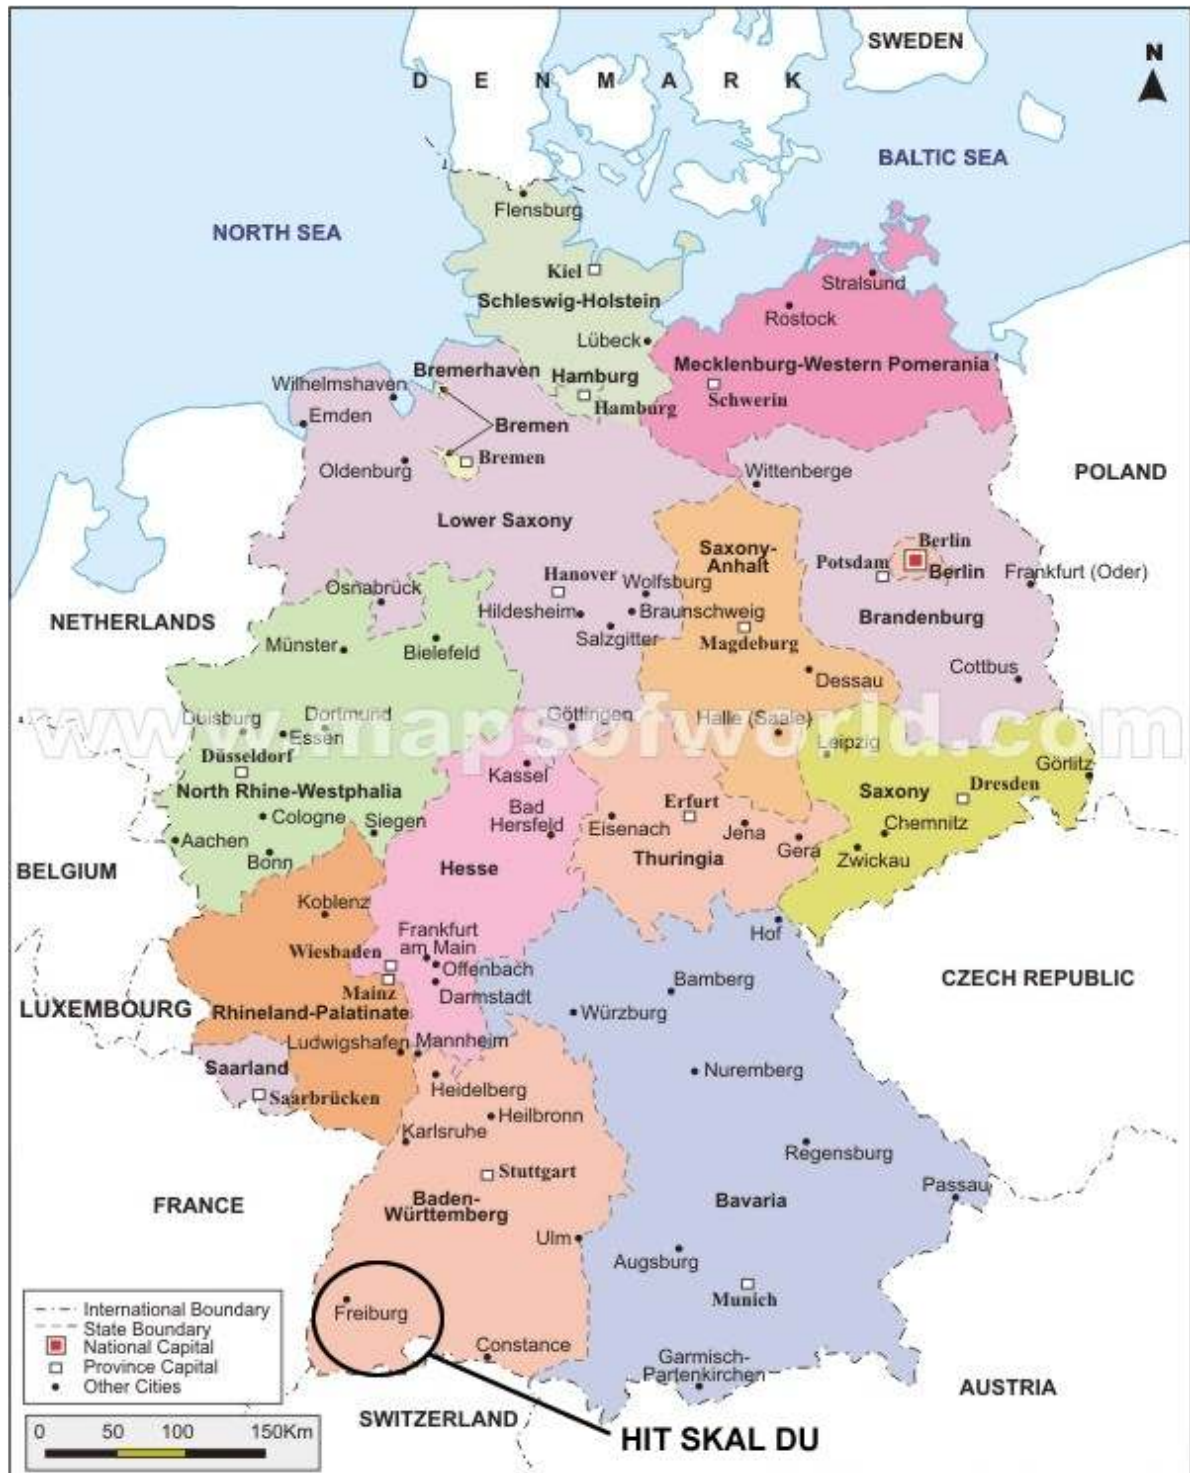 SWEDEN
N
D E N M A R K
BALTIC SEA
NORTH SEA
Flensburg
Kiel
Schleswig-Holstein
Stralsund
Rostock
Lübeck
Mecklenburg-Western Pomerania
Bremerhaven
Hamburg
Wilhelmshaven
Schwerin
Hamburg
Emden
Bremen
Bremen
Oldenburg
Wittenberge
POLAND
Lower Saxony
Berlin
Saxony-
Anhalt
Potsdam
Berlin
Frankfurt (Oder)
Hanover
Wolfsburg
Osnabrück
Hildesheim
Braunschweig
Brandenburg
NETHERLANDS
Salzgitter
Magdeburg
Münster
Bielefeld
Cottbus
Dessau
www.mapsofworld.com
Duisburg
Dortmund
Göttingen
Halle (Saale)
Essen
Leipzig
Düsseldorf
Görlitz
Kassel
North Rhine-Westphalia
Saxony
Dresden
Erfurt
Bad
Hersfeld
Cologne
Siegen
Eisenach
Jena
Chemnitz
Aachen
Gera
Zwickau
Bonn
Thuringia
BELGIUM
Hesse
Koblenz
Frankfurt
am Main
Hof
Wiesbaden
Offenbach
Bamberg
CZECH REPUBLIC
Mainz
Darmstadt
LUXEMBOURG
Rhineland-Palatinate
Würzburg
Ludwigshafen
Mannheim
Saarland
Nuremberg
Heidelberg
Saarbrücken
Heilbronn
Karlsruhe
Regensburg
Stuttgart
Passau
FRANCE
Baden-
Württemberg
Bavaria
Ulm
Augsburg
Munich
International Boundary
State Boundary
National Capital
Province Capital
Other Cities
Freiburg
Constance
Garmisch-
Partenkirchen
AUSTRIA
SWITZERLAND
0 50 100 150Km
HIT SKAL DU